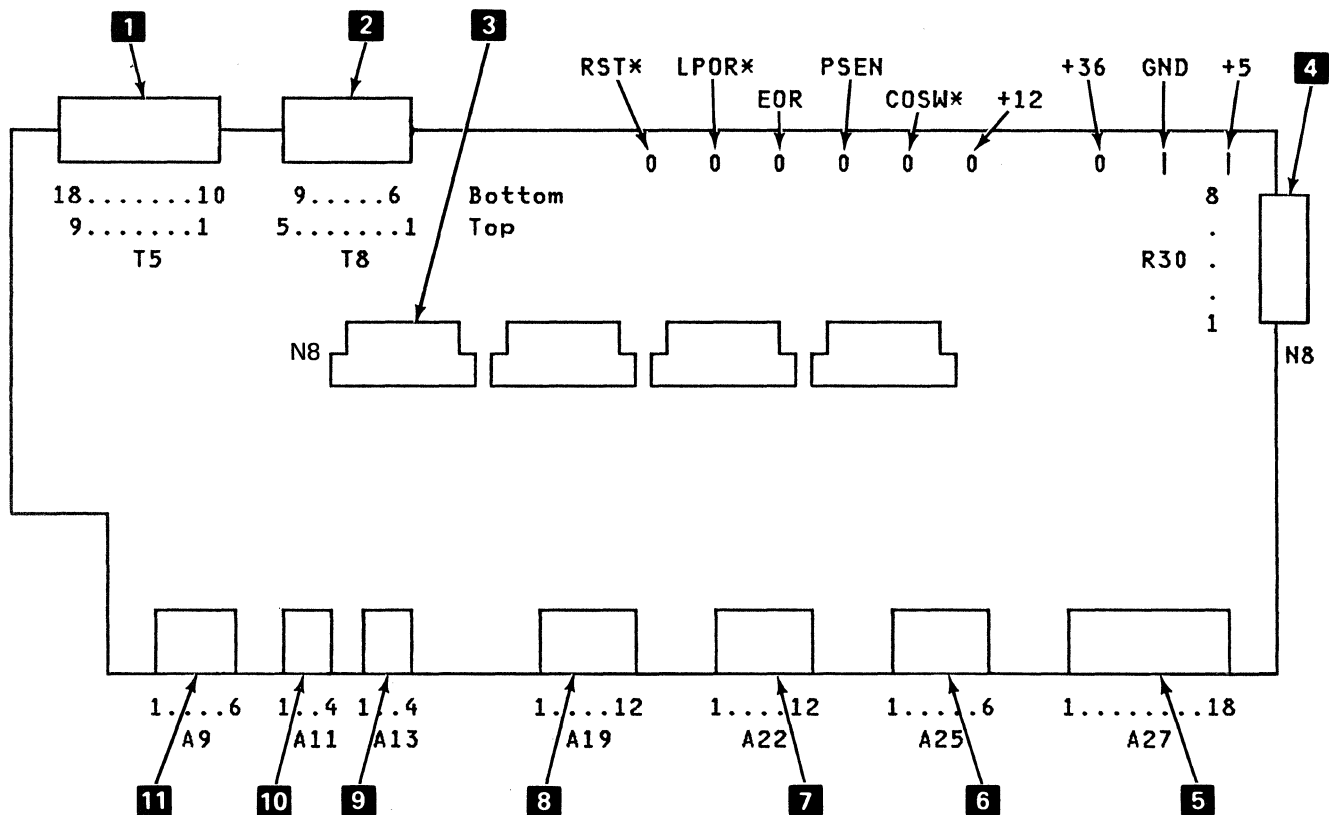 1 2 3
RST* LPOR* PSEN +36 GND +5 4
EOR COSW* +12
0 0 0 0 0 0 0 | |
18.......10 9.....6 Bottom 8
9.......1 5.......1 Top .
T5 T8 R30 .
.
1
N8 N8
1....6 1..4 1..4 1....12 1....12 1.....6 1.........18
A9 A11 A13 A19 A22 A25 A27
11 10 9 8 7 6 5